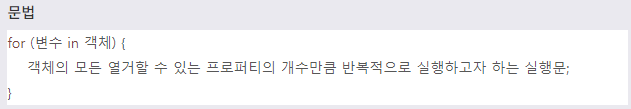 문법
for (변수 in 객체) {
객체의 모든 열거할 수 있는 프로퍼티의 개수만큼 반복적으로 실행하고자 하는 실행문;
}